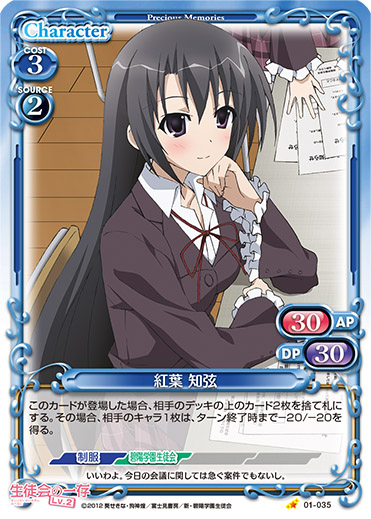 Precious Memories
Character
COST
3
SOURCE
2
30 AP
DP 30
紅葉 知弦
このカードが登場した場合、相手のデッキの上のカード2枚を捨て札に
する。その場合、相手のキャラ1枚は、ターン終了時まで－20/－20を
得る。
制服 碧陽学園生徒会
いいわよ。今日の会議に関しては急ぐ案件でもないし。
生徒会の一存
Lv.2
©2012 葵せきな・狗神煌／富士見書房／新・碧陽学園生徒会
01-035